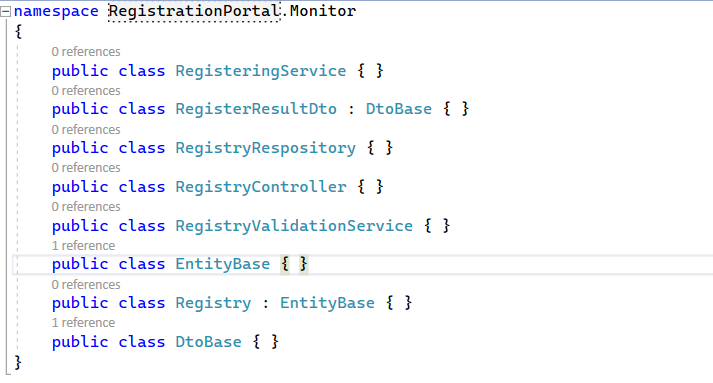 namespace RegistrationPortal.Monitor
{
0 references
public class RegisteringService { }
0 references
public class RegisterResultDto : DtoBase { }
0 references
public class RegistryRespository { }
0 references
public class RegistryController { }
0 references
public class RegistryValidationService { }
1 reference
public class EntityBase { }
0 references
public class Registry : EntityBase { }
1 reference
public class DtoBase { }
}